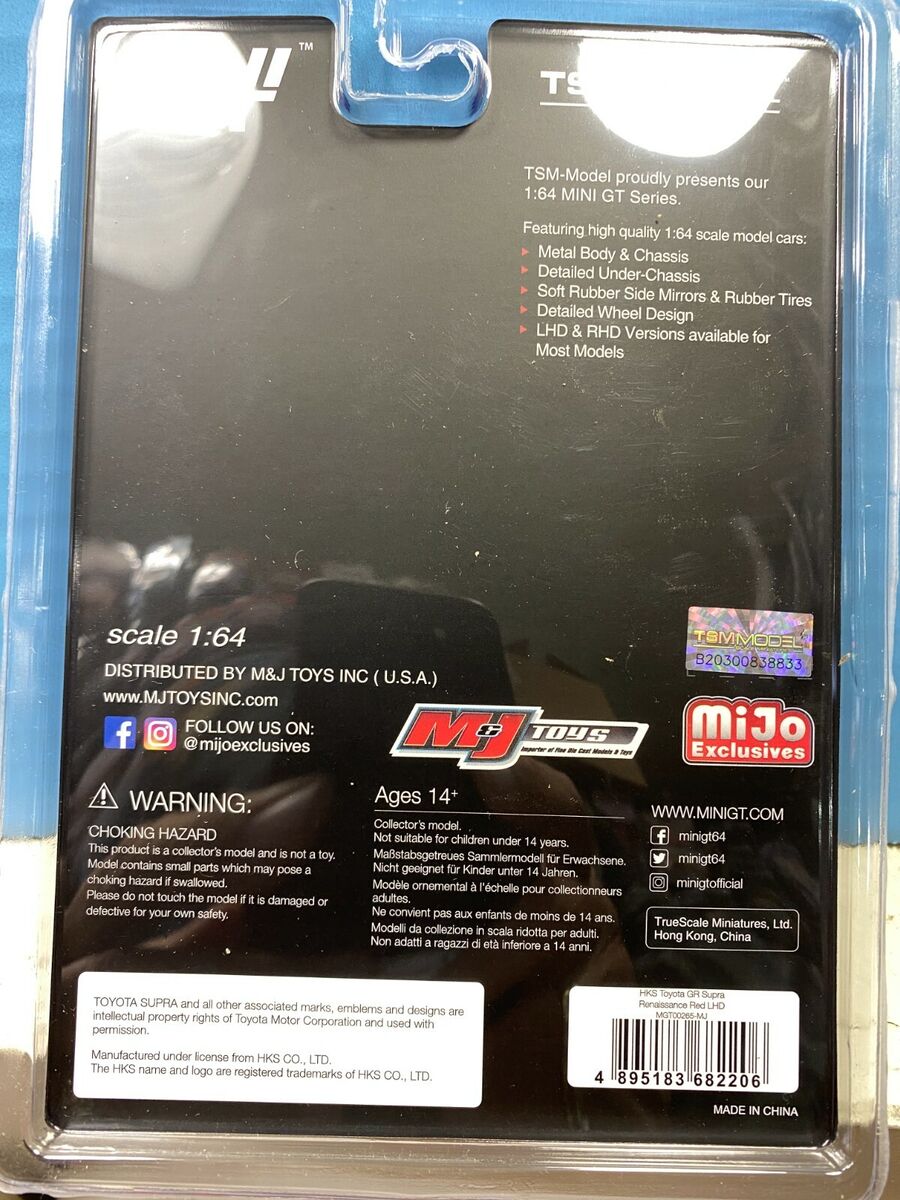 ™
TS
TSM-Model proudly presents our
1:64 MINI GT Series.
Featuring high quality 1:64 scale model cars:
Metal Body & Chassis
Detailed Under-Chassis
Soft Rubber Side Mirrors & Rubber Tires
Detailed Wheel Design
LHD & RHD Versions available for
Most Models
scale 1:64
DISTRIBUTED BY M&J TOYS INC ( U.S.A.)
www.MJTOYSINC.com
FOLLOW US ON:
@mijoexclusives
TSMMODEL
B20300838833
M&J TOYS
Importer of Fine Die Cast Models & Toys
MiJo
Exclusives
WARNING:
CHOKING HAZARD
This product is a collector's model and is not a toy.
Model contains small parts which may pose a
choking hazard if swallowed.
Please do not touch the model if it is damaged or
defective for your own safety.
Ages 14+
Collector's model.
Not suitable for children under 14 years.
Maßstabsgetreues Sammlermodell für Erwachsene.
Nicht geeignet für Kinder unter 14 Jahren.
Modèle ornemental à l'échelle pour collectionneurs
adultes.
Ne convient pas aux enfants de moins de 14 ans.
Modelli da collezione in scala ridotta per adulti.
Non adatti a ragazzi di età inferiore a 14 anni.
WWW.MINIGT.COM
minigt64
minigt64
minigtofficial
TrueScale Miniatures, Ltd.
Hong Kong, China
TOYOTA SUPRA and all other associated marks, emblems and designs are
intellectual property rights of Toyota Motor Corporation and used with
permission.
Manufactured under license from HKS CO., LTD.
The HKS name and logo are registered trademarks of HKS CO., LTD.
HKS Toyota GR Supra
Renaissance Red LHD
MGT00265-MJ
4 895183 682206
MADE IN CHINA